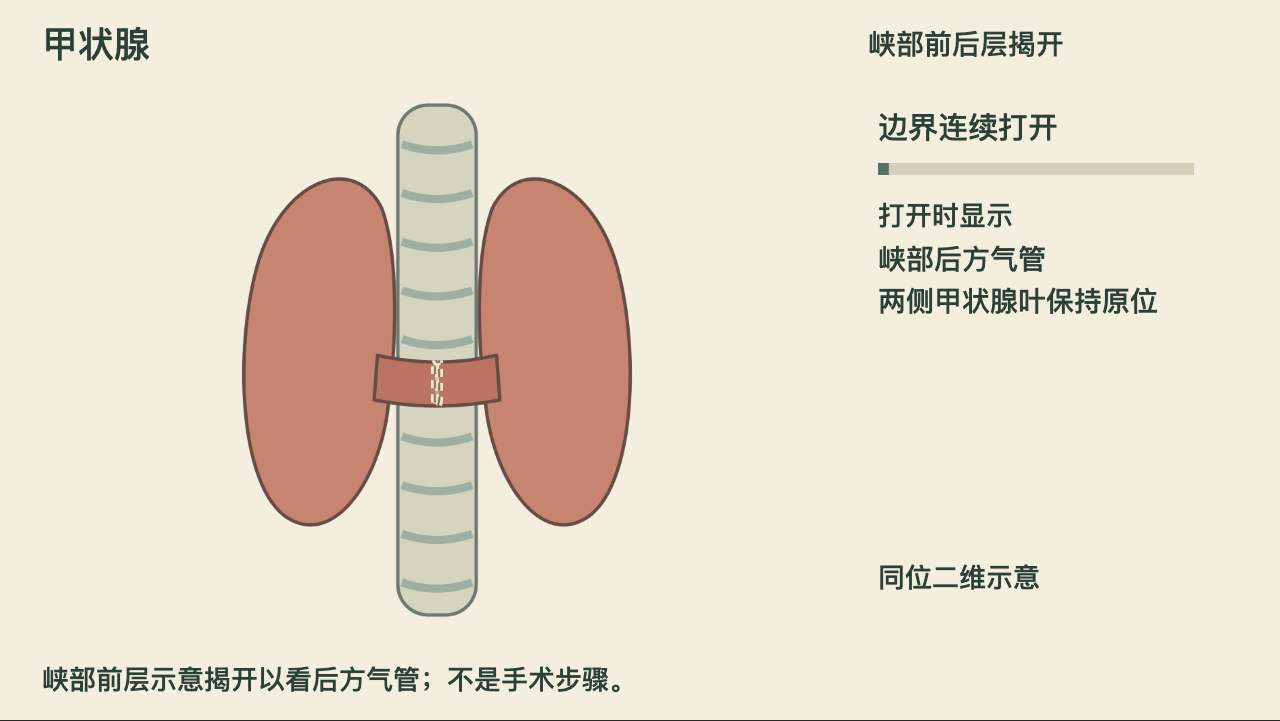 甲状腺
峡部前后层揭开
边界连续打开
打开时显示
峡部后方气管
两侧甲状腺叶保持原位
同位二维示意
峡部前层示意揭开以看后方气管；不是手术步骤。